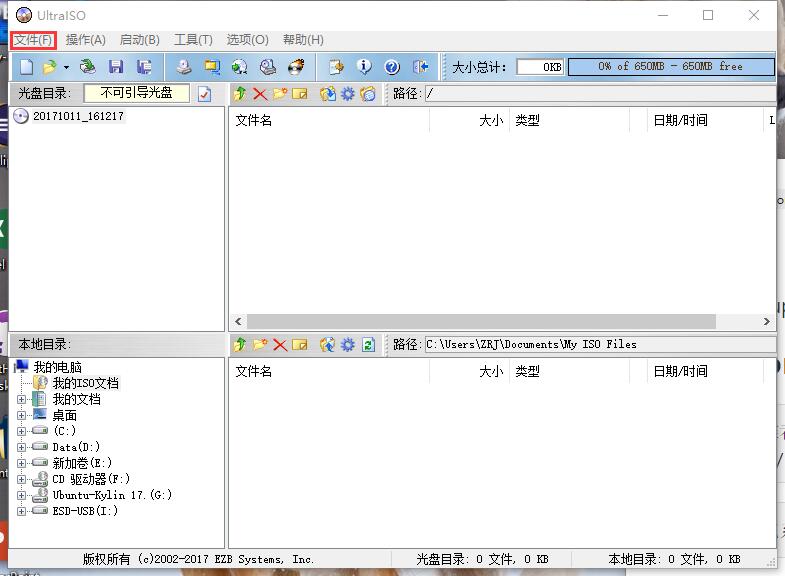 UltraISO
文件(F) 操作(A) 启动(B) 工具(T) 选项(O) 帮助(H)
大小总计: 0KB 0% of 650MB - 650MB free
光盘目录: 不可引导光盘 路径: /
20171011_161217
文件名 大小 类型 日期/时间 L
本地目录: 路径: C:\Users\ZRJ\Documents\My ISO Files
我的电脑
我的ISO文档
我的文档
桌面
(C:)
Data(D:)
新加卷(E:)
CD 驱动器(F:)
Ubuntu-Kylin 17.(G:)
ESD-USB(I:)
文件名 大小 类型 日期/时间
版权所有 (c)2002-2017 EZB Systems, Inc. 光盘目录: 0 文件, 0 KB 本地目录: 0 文件, 0 KB